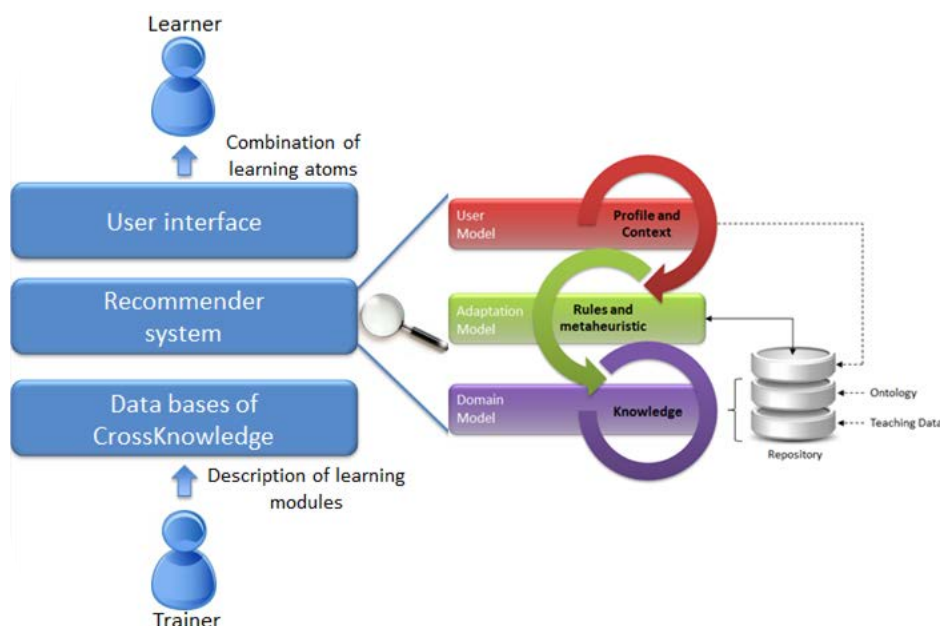 Learner
Combination of
learning atoms
User interface
Recommender
system
Data bases of
CrossKnowledge
Description of learning
modules
Trainer
User
Model
Profile and
Context
Adaptation
Model
Rules and
metaheuristic
Domain
Model
Knowledge
Ontology
Teaching Data
Repository